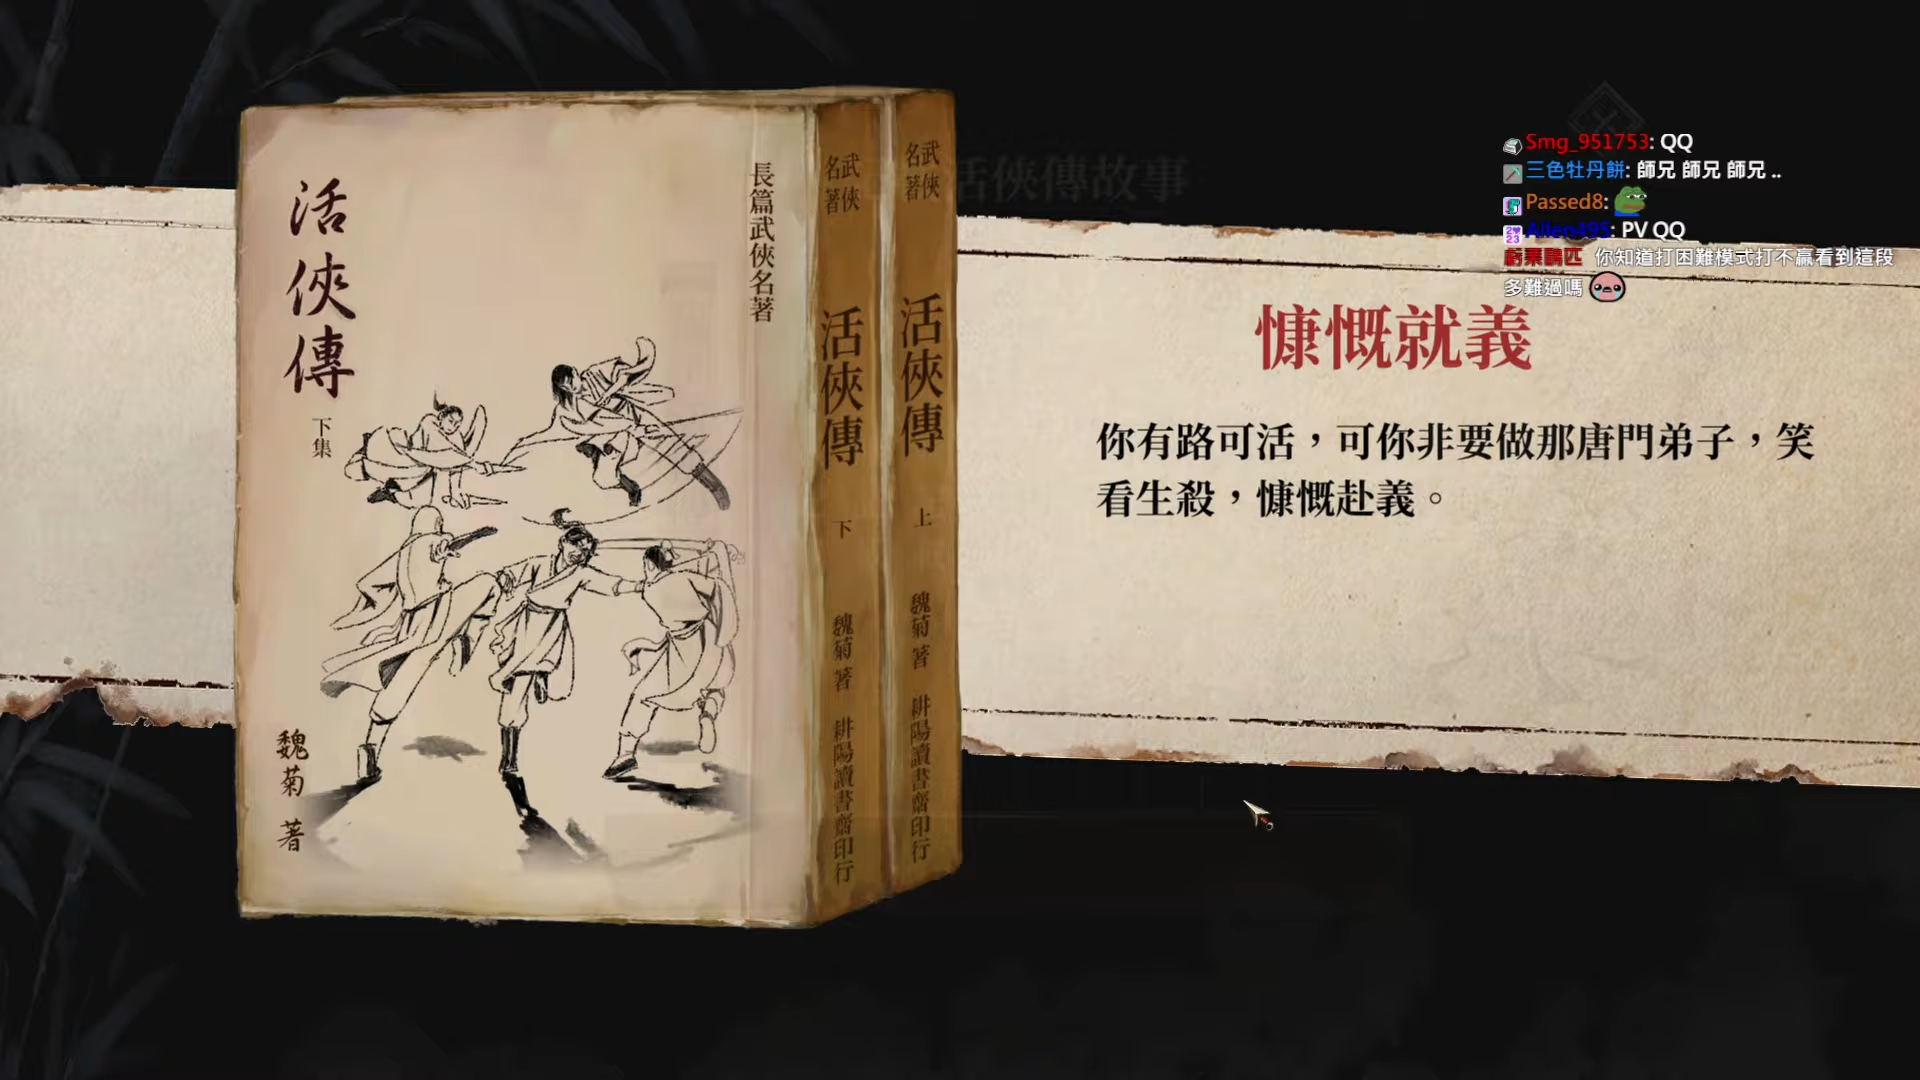 活俠傳
下集
魏菊 著
長篇武俠名著
武俠名著
活俠傳
下
魏菊 著
耕陽讀書齋印行
武俠名著
活俠傳
上
魏菊 著
耕陽讀書齋印行
活俠傳故事
慷慨就義
你有路可活，可你非要做那唐門弟子，笑
看生殺，慷慨赴義。
Smg_951753: QQ
三色牡丹餅: 師兄 師兄 師兄 ..
Passed8:
Allen495: PV QQ
你知道打困難模式打不贏看到這段
多難過嗎